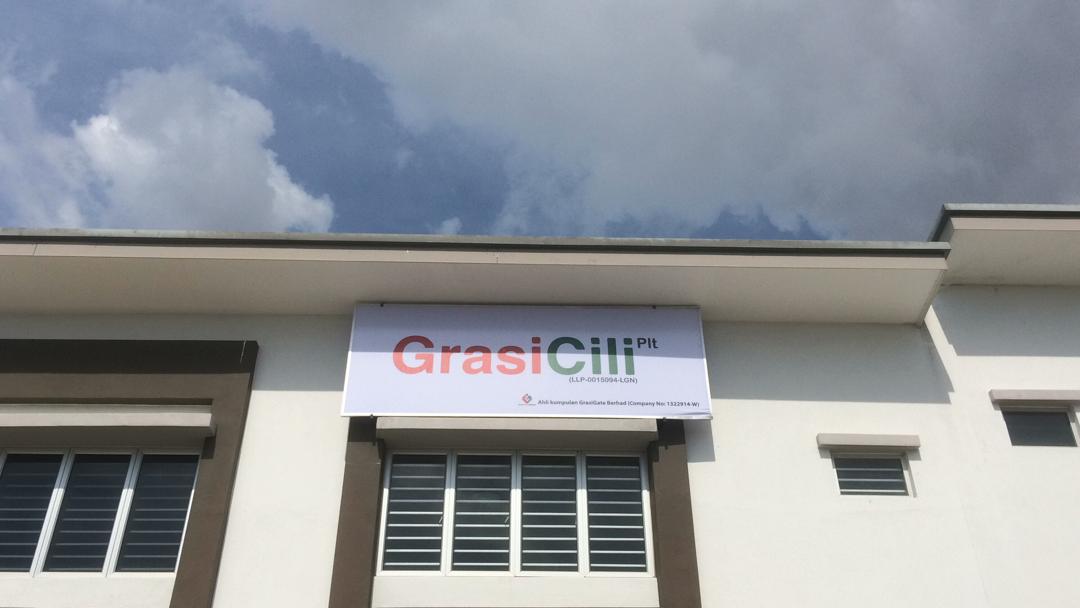 GrasiCili Plt
(LLP-0015094-LGN)
Ahli kumpulan GrasiGate Berhad (Company No: 1322914-W)